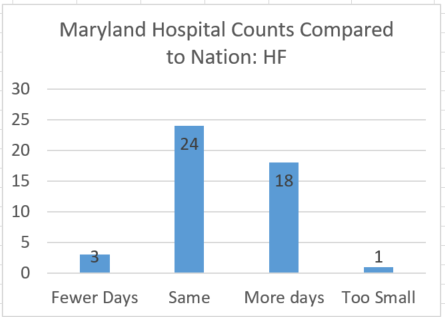 Maryland Hospital Counts Compared
to Nation: HF
30
25
20
15
10
5
0
3
24
18
1
Fewer Days
Same
More days
Too Small